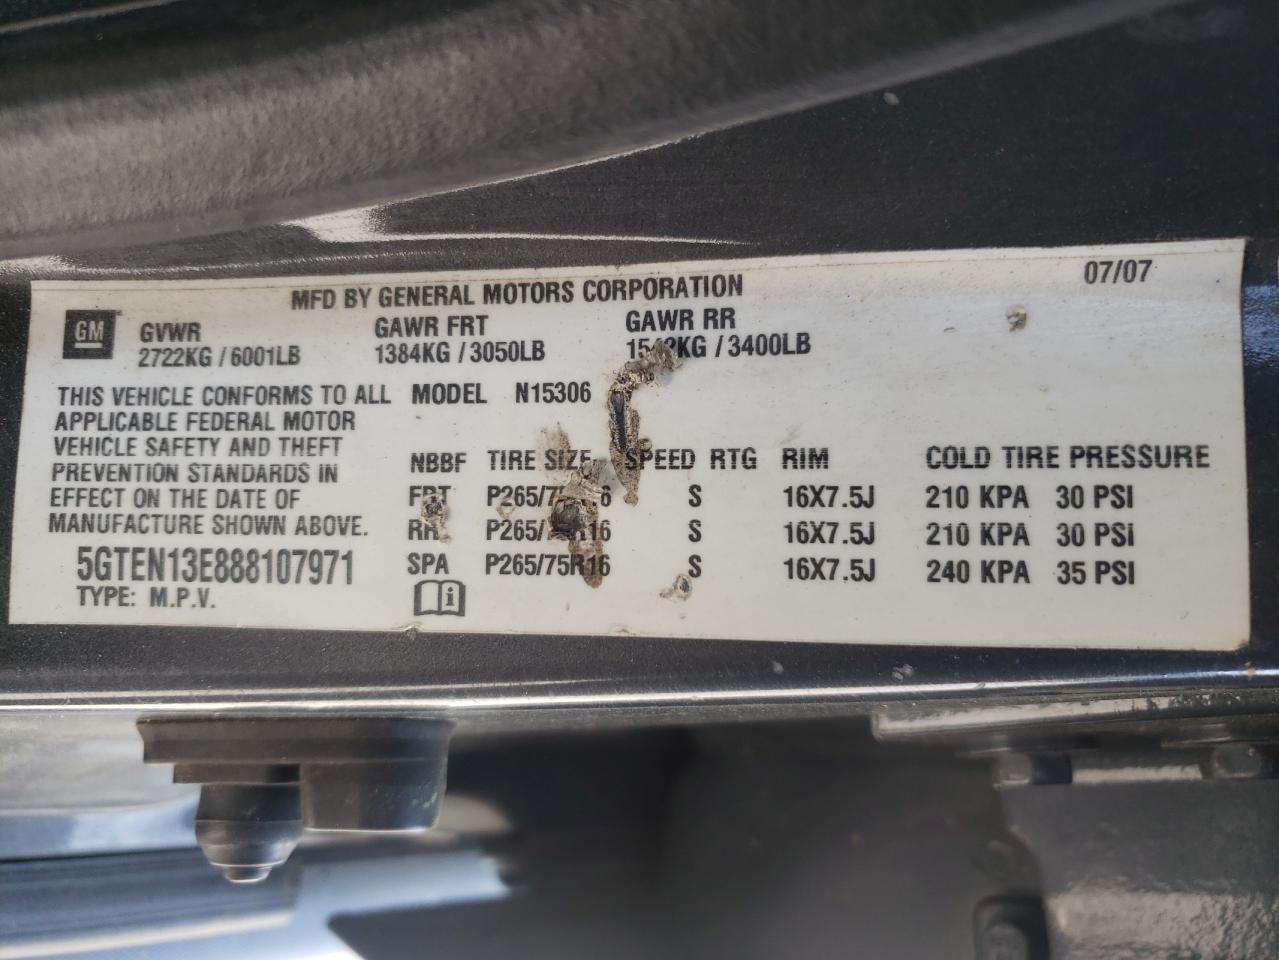 07/07
MFD BY GENERAL MOTORS CORPORATION
GM GVWR GAWR FRT GAWR RR
2722KG / 6001LB 1384KG / 3050LB KG / 3400LB
THIS VEHICLE CONFORMS TO ALL
APPLICABLE FEDERAL MOTOR
VEHICLE SAFETY AND THEFT
PREVENTION STANDARDS IN
EFFECT ON THE DATE OF
MANUFACTURE SHOWN ABOVE.
5GTEN13E888107971
TYPE: M.P.V.
MODEL N15306
NBBF TIRE SIZE SPEED RTG RIM COLD TIRE PRESSURE
FRT S 16X7.5J 210 KPA 30 PSI
RR S 16X7.5J 210 KPA 30 PSI
SPA P265/75R16 S 16X7.5J 240 KPA 35 PSI